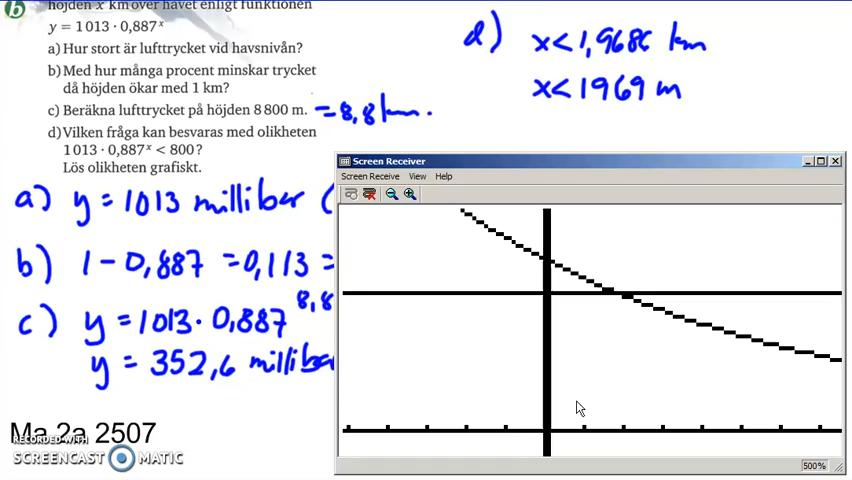 b
höjden x km över havet enligt funktionen
y = 1 013 · 0,887ˣ
a) Hur stort är lufttrycket vid havsnivån?
b) Med hur många procent minskar trycket
då höjden ökar med 1 km?
c) Beräkna lufttrycket på höjden 8 800 m. = 8,8 km.
d) Vilken fråga kan besvaras med olikheten
1 013 · 0,887ˣ < 800?
Lös olikheten grafiskt.
a) y = 1013 millibar (
b) 1 - 0,887 = 0,113 =
c) y = 1013 · 0,887 8,8
y = 352,6 millibar
d) x < 1,9686 km
x < 1969 m
Screen Receiver
Screen Receive View Help
500%
Ma 2a 2507
RECORDED WITH
SCREENCAST MATIC